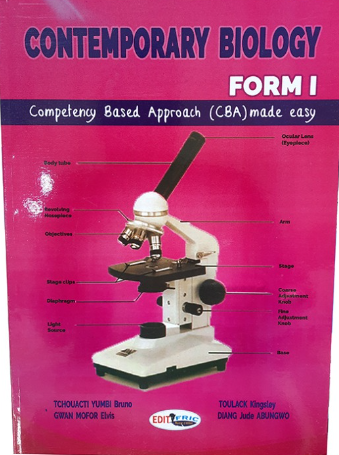 CONTEMPORARY BIOLOGY
FORM I
Competency Based Approach (CBA) made easy
Ocular Lens
(Eyepiece)
Body tube
Revolving
Nosepiece
Arm
Objectives
Stage
Stage clips
Coarse
Adjustment
Knob
Diaphragm
Fine
Adjustment
Knob
Light
Source
Base
TCHOUACTI YUMBI Bruno
GWAN MOFOR Elvis
TOULACK Kingsley
DIANG Jude ABUNGWO
EDIT FRIC